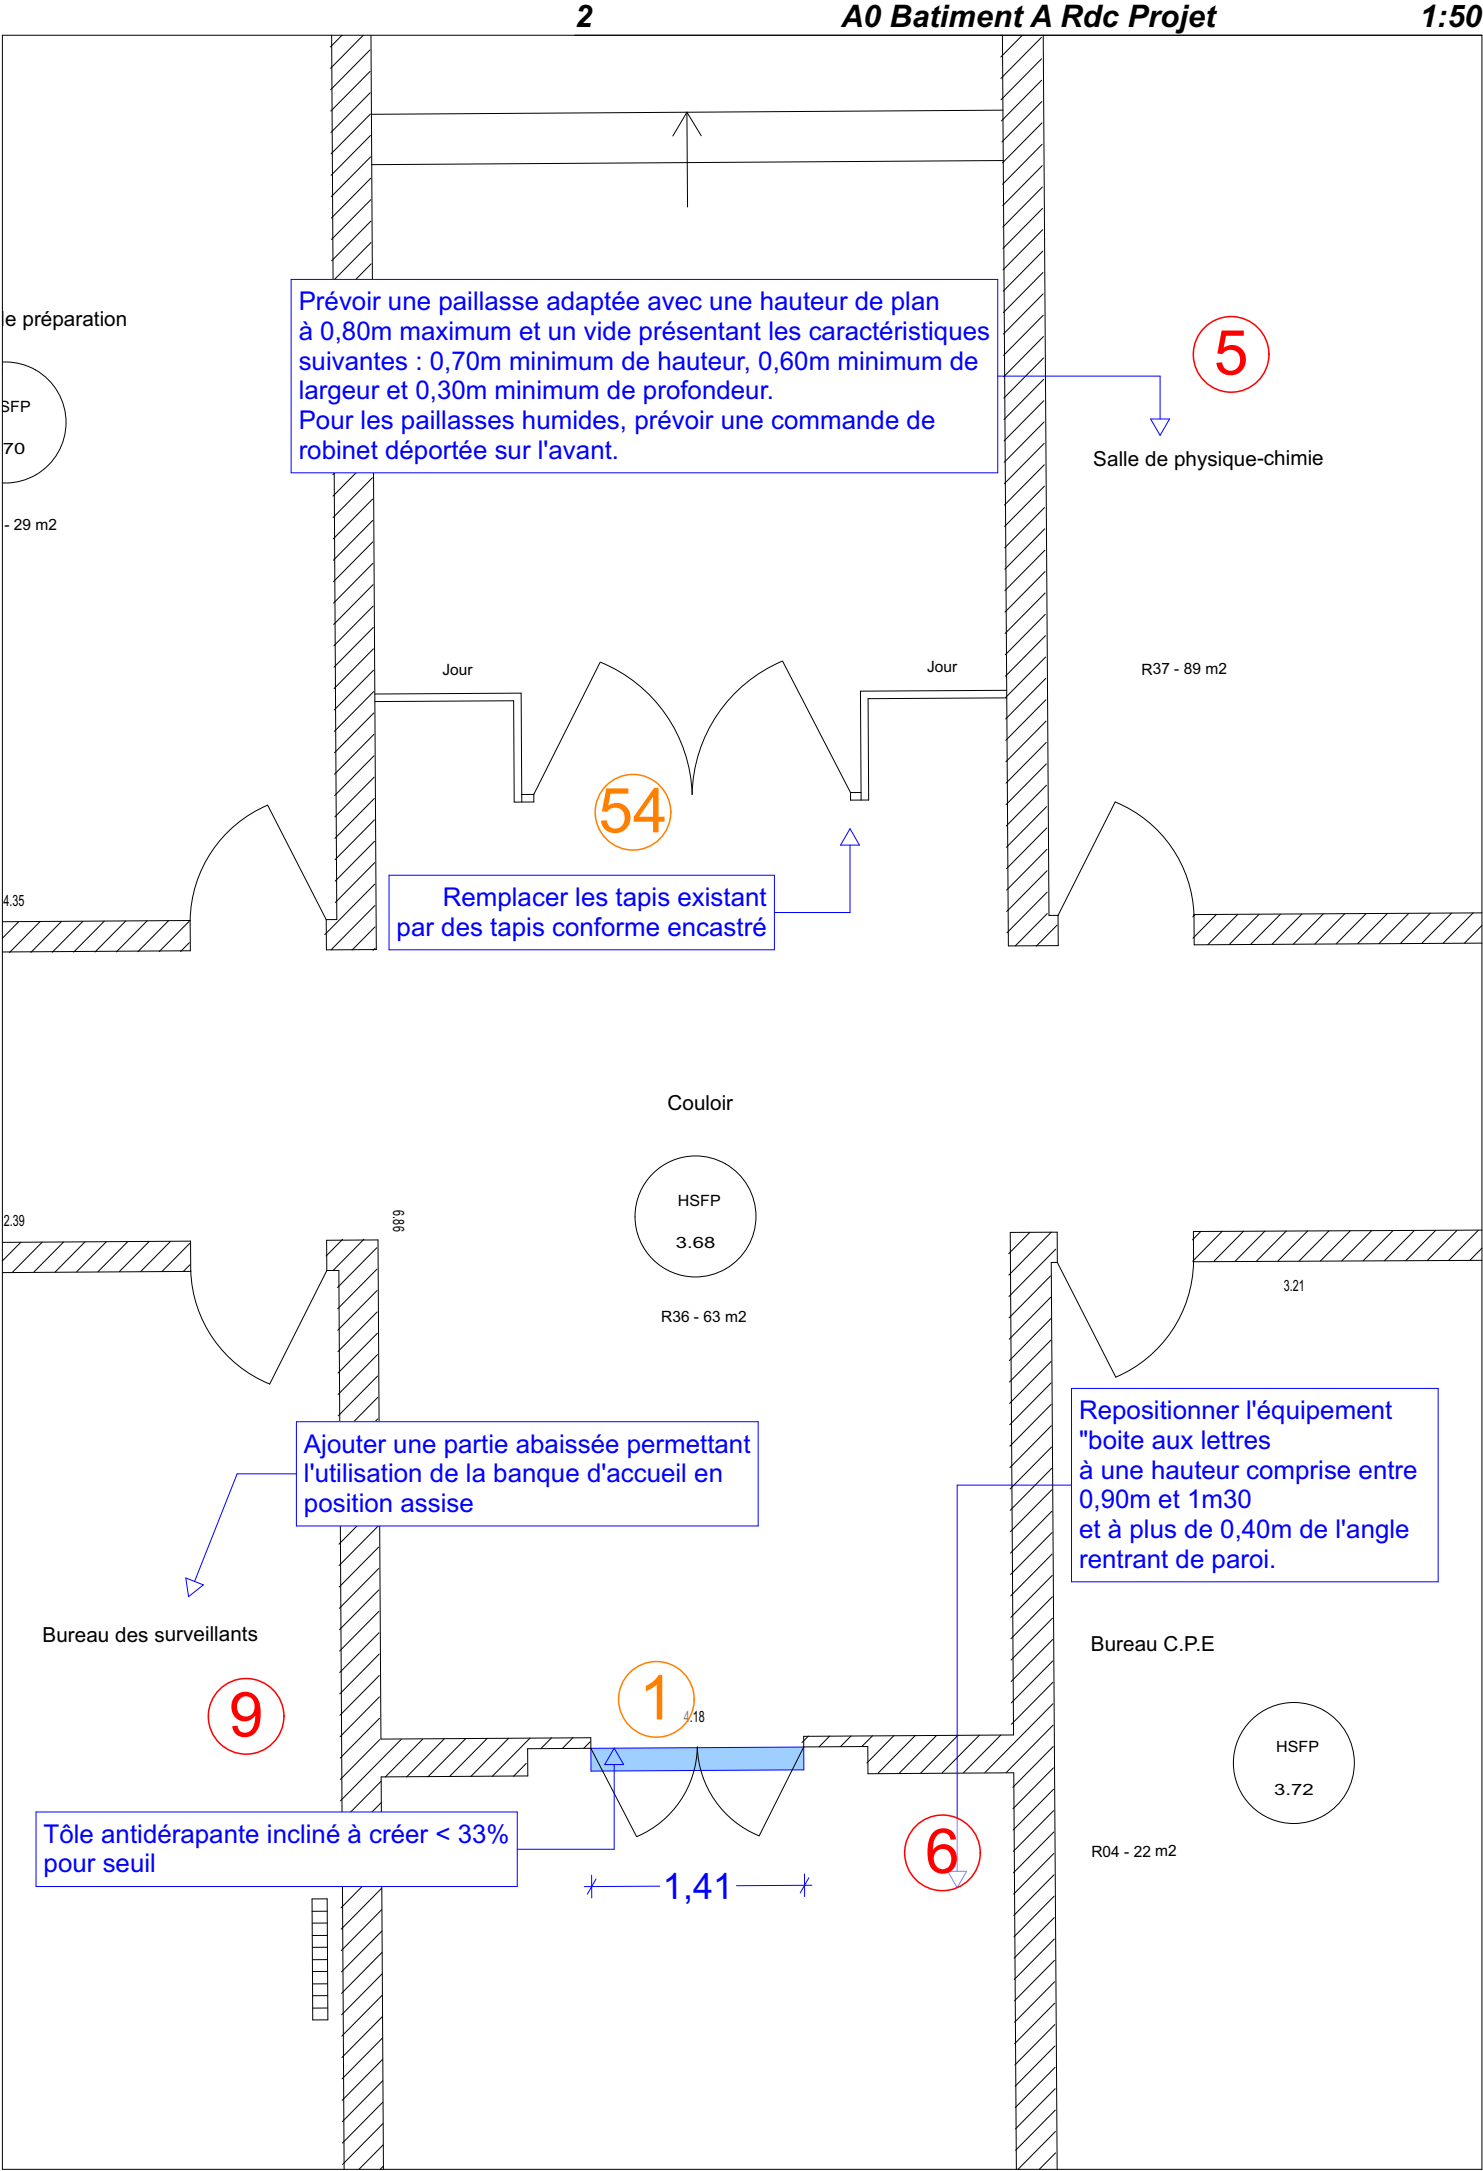 2 A0 Batiment A Rdc Projet 1:50
Prévoir une paillasse adaptée avec une hauteur de plan
à 0,80m maximum et un vide présentant les caractéristiques
suivantes : 0,70m minimum de hauteur, 0,60m minimum de
largeur et 0,30m minimum de profondeur.
Pour les paillasses humides, prévoir une commande de
robinet déportée sur l'avant.
le préparation
SFP
70
- 29 m2
5
Salle de physique-chimie
R37 - 89 m2
Jour
Jour
54
Remplacer les tapis existant
par des tapis conforme encastré
4.35
Couloir
HSFP
3.68
R36 - 63 m2
2.39
6.86
3.21
Ajouter une partie abaissée permettant
l'utilisation de la banque d'accueil en
position assise
Repositionner l'équipement
"boite aux lettres
à une hauteur comprise entre
0,90m et 1m30
et à plus de 0,40m de l'angle
rentrant de paroi.
Bureau des surveillants
9
1
4.18
Bureau C.P.E
HSFP
3.72
R04 - 22 m2
Tôle antidérapante incliné à créer < 33%
pour seuil
1,41
6